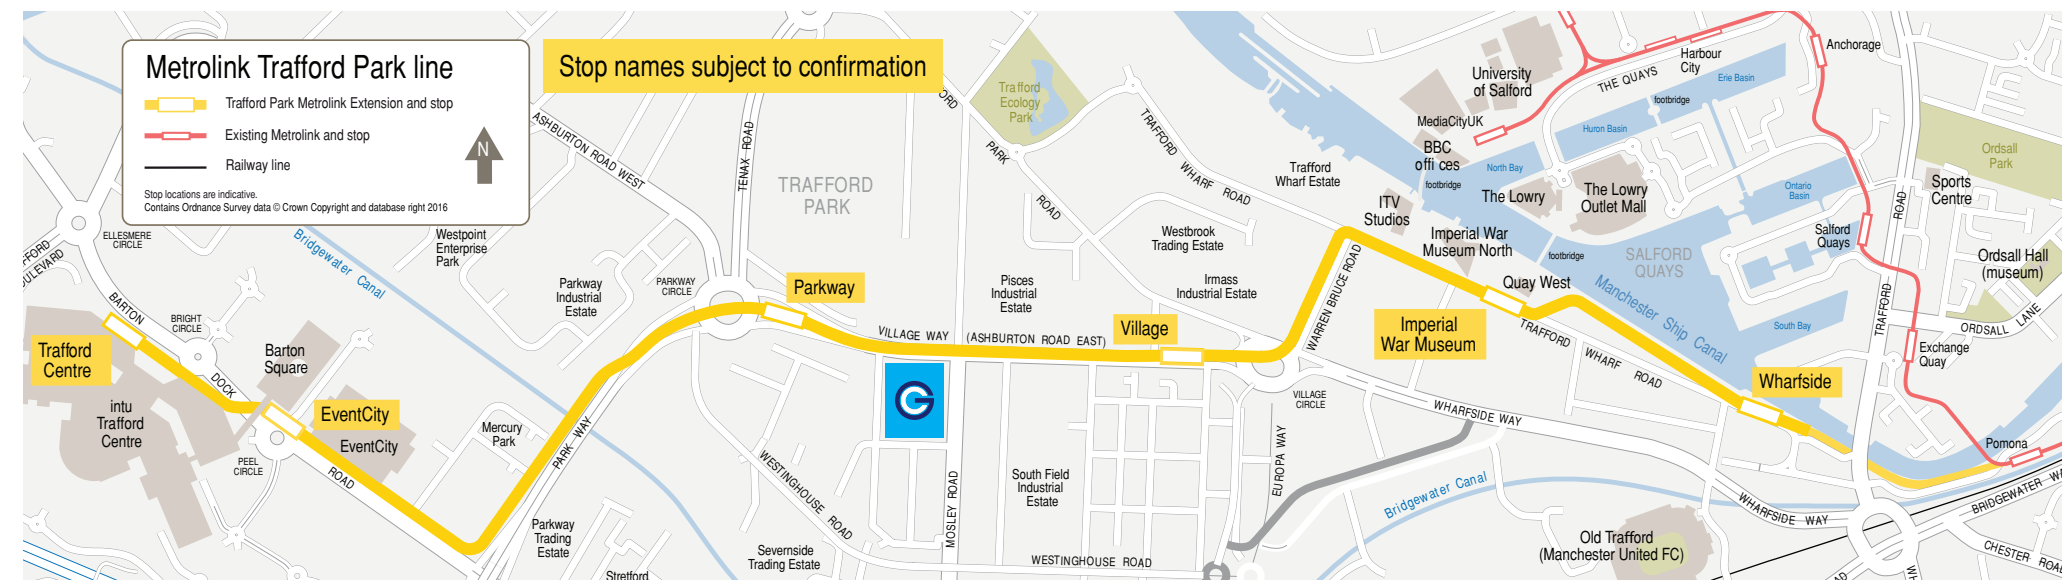 Metrolink Trafford Park line
Trafford Park Metrolink Extension and stop
Existing Metrolink and stop
Railway line
N
Stop locations are indicative.
Contains Ordnance Survey data © Crown Copyright and database right 2016
Stop names subject to confirmation
ASHBURTON ROAD WEST
TENAX ROAD
TRAFFORD
PARK
Trafford
Ecology
Park
ORD
PARK
ROAD
TRAFFORD WHARF ROAD
Trafford
Wharf Estate
Westbrook
Trading Estate
Irmass
Industrial Estate
Pisces
Industrial
Estate
University
of Salford
MediaCityUK
BBC
offices
footbridge
ITV
Studios
Imperial War
Museum North
Quay West
The Lowry
The Lowry
Outlet Mall
North Bay
Huron Basin
Erie Basin
footbridge
THE QUAYS
Harbour
City
Anchorage
Ontario
Basin
Salford
Quays
SALFORD
QUAYS
footbridge
Manchester Ship Canal
South Bay
TRAFFORD
ROAD
Ordsall
Park
Sports
Centre
Ordsall Hall
(museum)
ORDSALL LANE
Exchange
Quay
Pomona
BRIDGEWATER W
CHESTER ROA
FFORD
OULEVARD
ELLESMERE
CIRCLE
Bridgewater Canal
Westpoint
Enterprise
Park
Parkway
Industrial
Estate
PARKWAY
CIRCLE
Parkway
VILLAGE WAY
(ASHBURTON ROAD EAST)
Village
WARREN BRUCE ROAD
Imperial
War Museum
TRAFFORD WHARF ROAD
Wharfside
BARTON
DOCK
ROAD
BRIGHT
CIRCLE
Barton
Square
Trafford
Centre
intu
Trafford
Centre
EventCity
EventCity
PEEL
CIRCLE
Mercury
Park
PARK WAY
G
VILLAGE
CIRCLE
WHARFSIDE WAY
EUROPA WAY
Bridgewater Canal
WHARFSIDE WAY
Old Trafford
(Manchester United FC)
South Field
Industrial
Estate
MOSLEY ROAD
WESTINGHOUSE ROAD
WESTINGHOUSE ROAD
Severnside
Trading Estate
Parkway
Trading
Estate
Stretford
AD